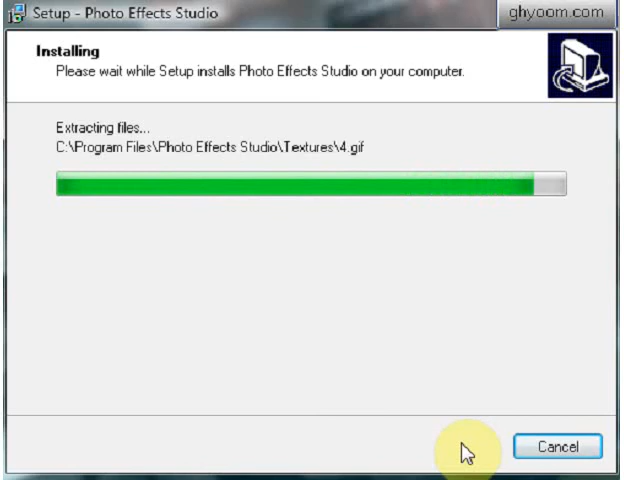 Setup - Photo Effects Studio
ghyoom.com
Installing
Please wait while Setup installs Photo Effects Studio on your computer.
Extracting files...
C:\Program Files\Photo Effects Studio\Textures\4.gif
Cancel